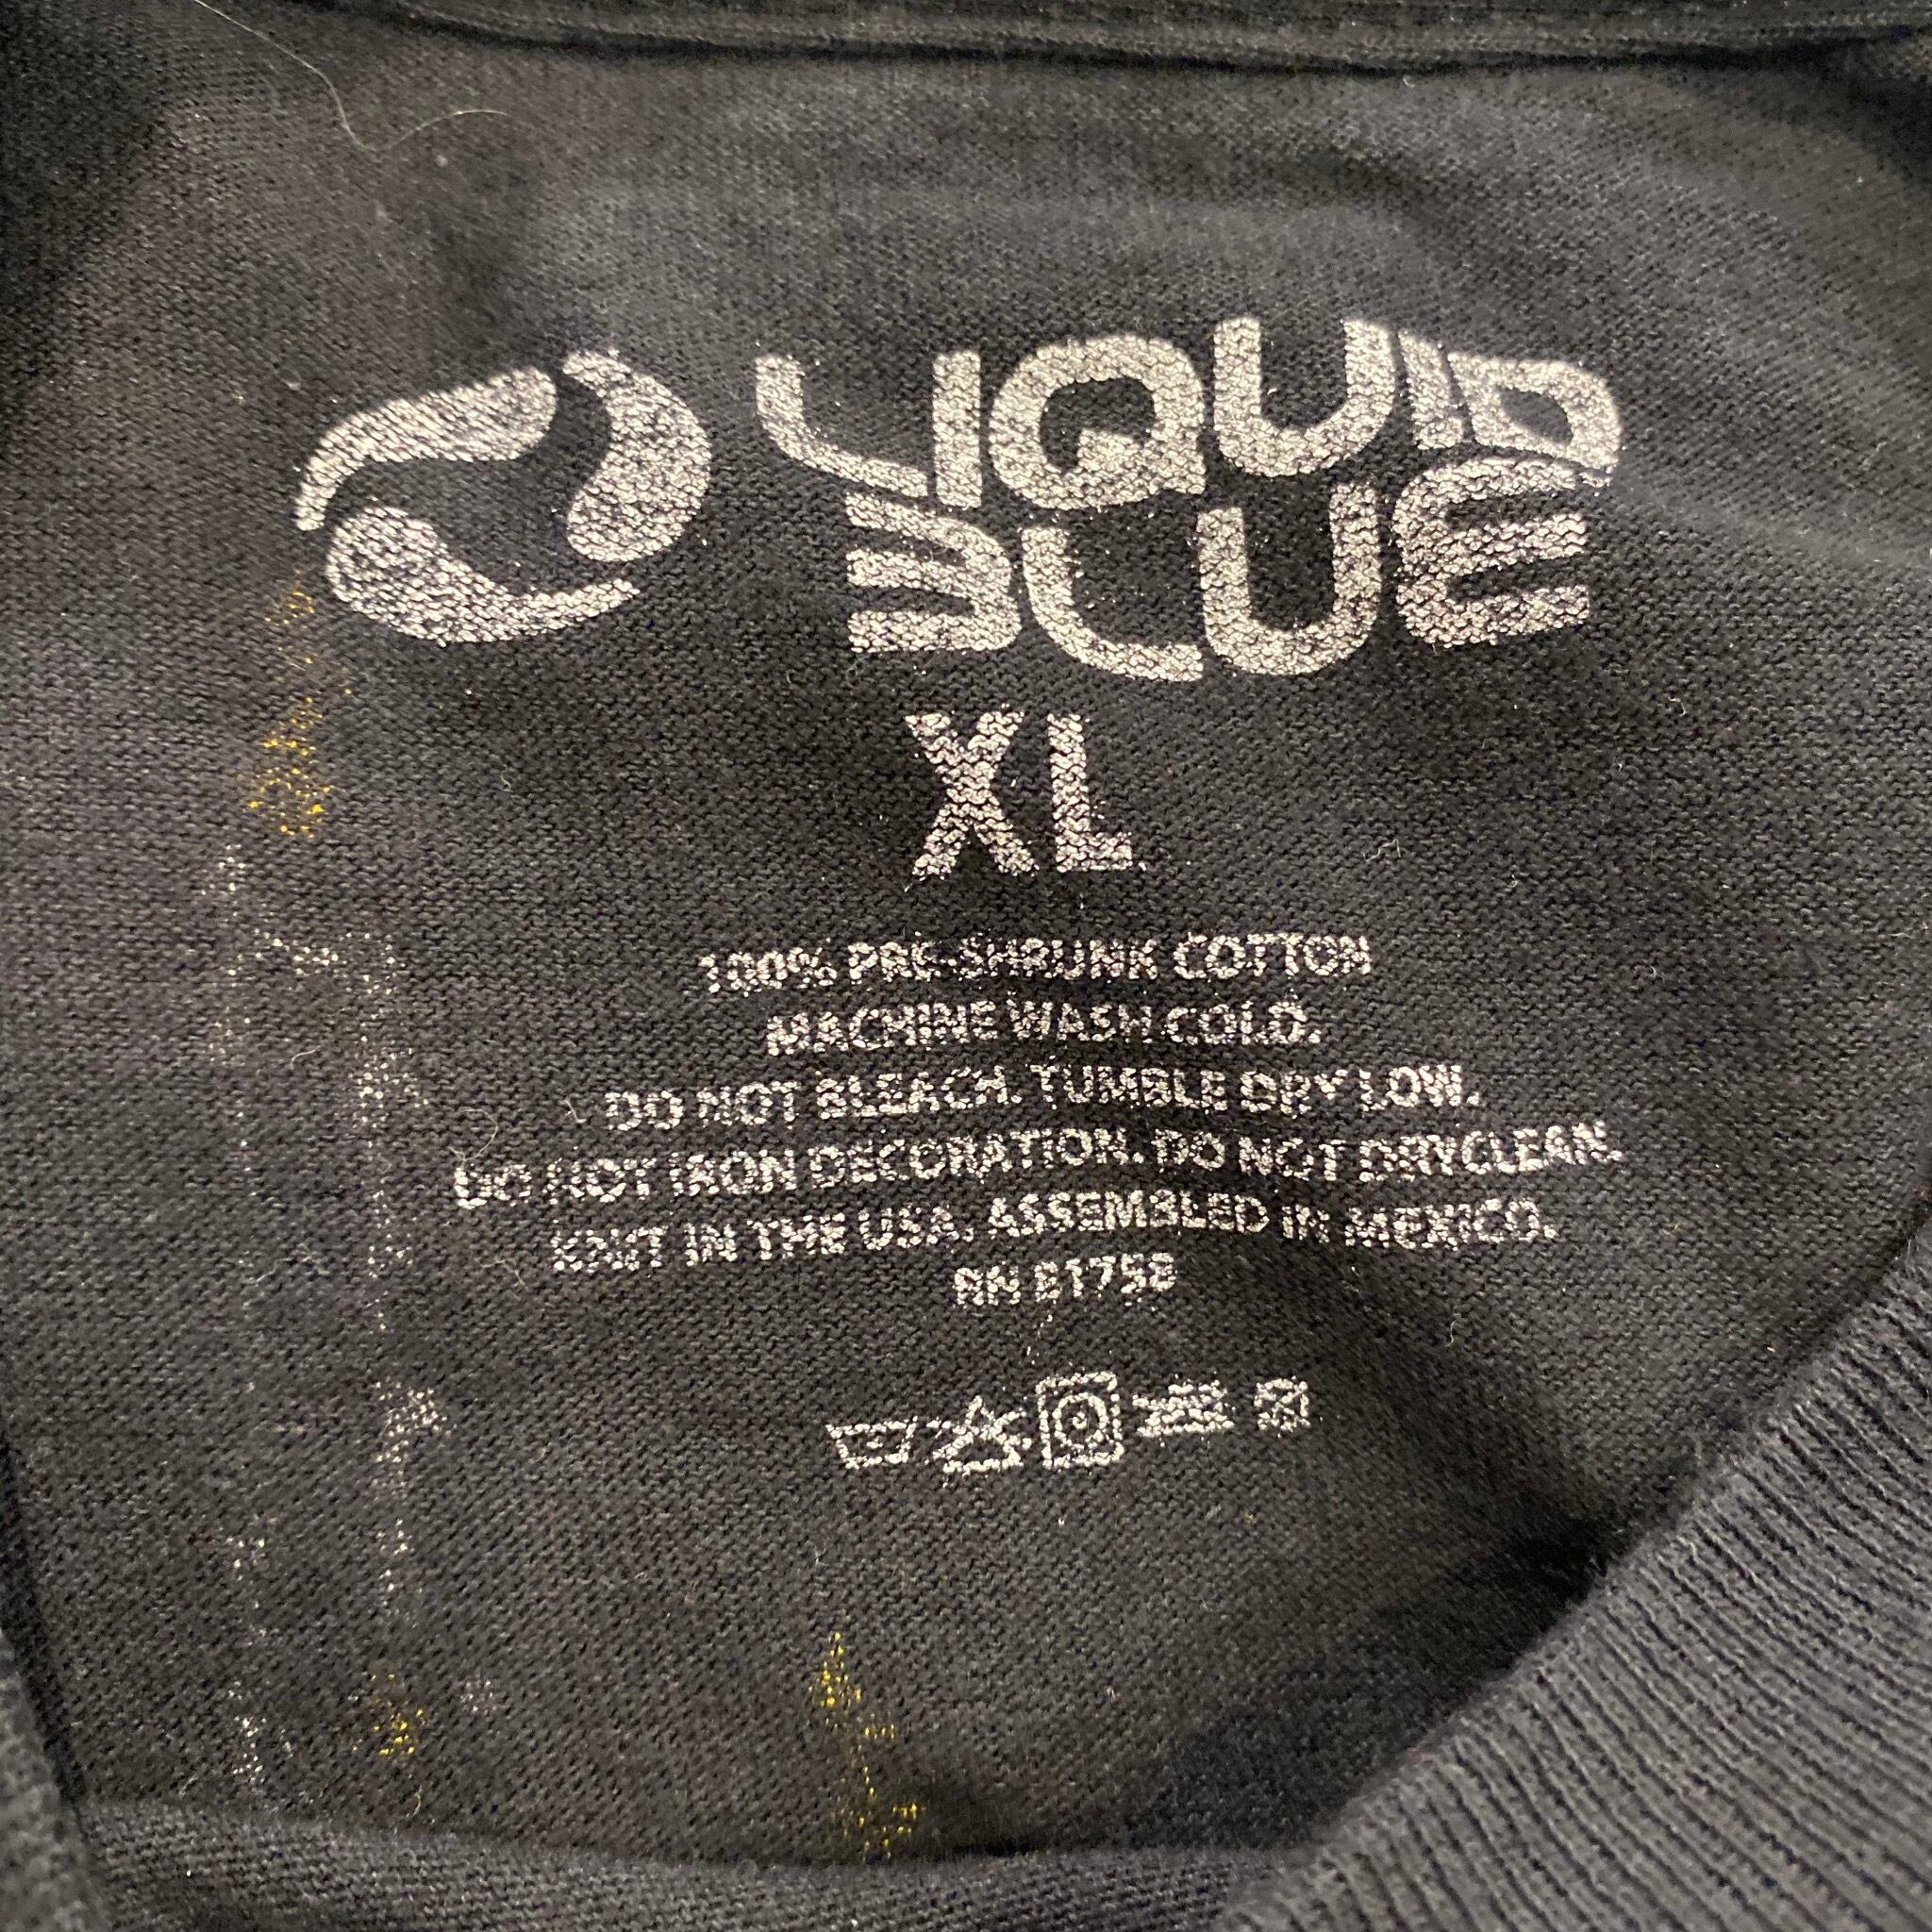 LIQUID
BLUE
XL
100% PRE-SHRUNK COTTON
MACHINE WASH COLD.
DO NOT BLEACH. TUMBLE DRY LOW.
DO NOT IRON DECORATION. DO NOT DRYCLEAN.
KNIT IN THE USA. ASSEMBLED IN MEXICO.
RN 81758